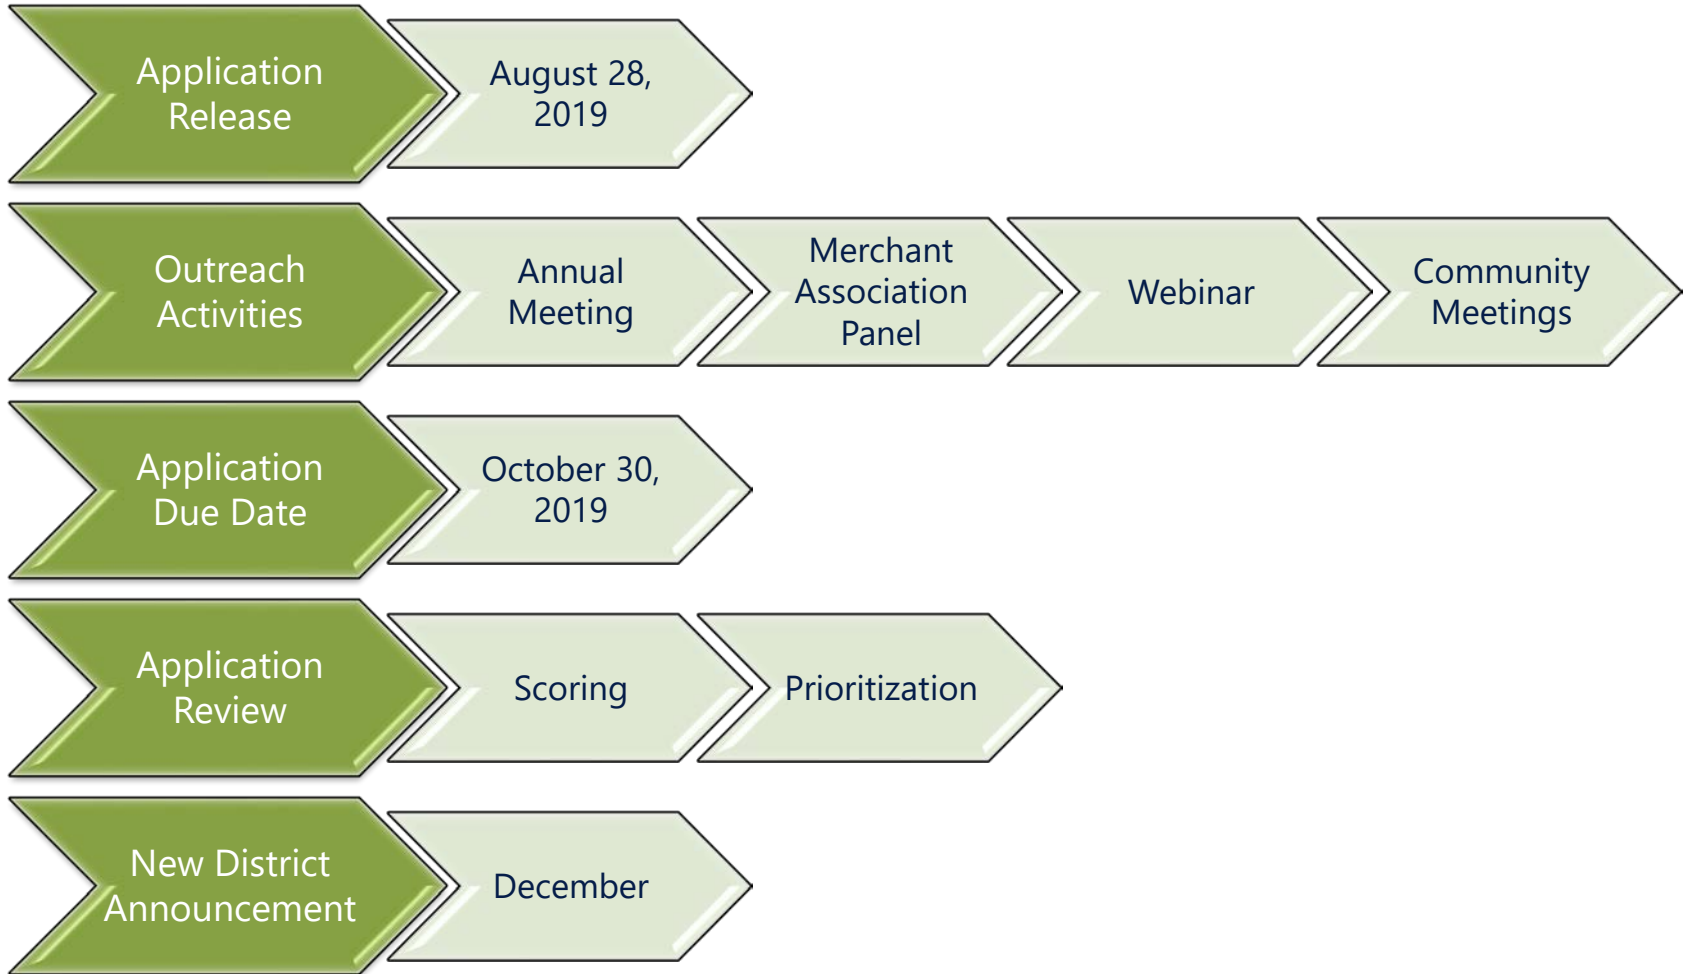 Application
Release
August 28,
2019
Outreach
Activities
Annual
Meeting
Merchant
Association
Panel
Webinar
Community
Meetings
Application
Due Date
October 30,
2019
Application
Review
Scoring
Prioritization
New District
Announcement
December